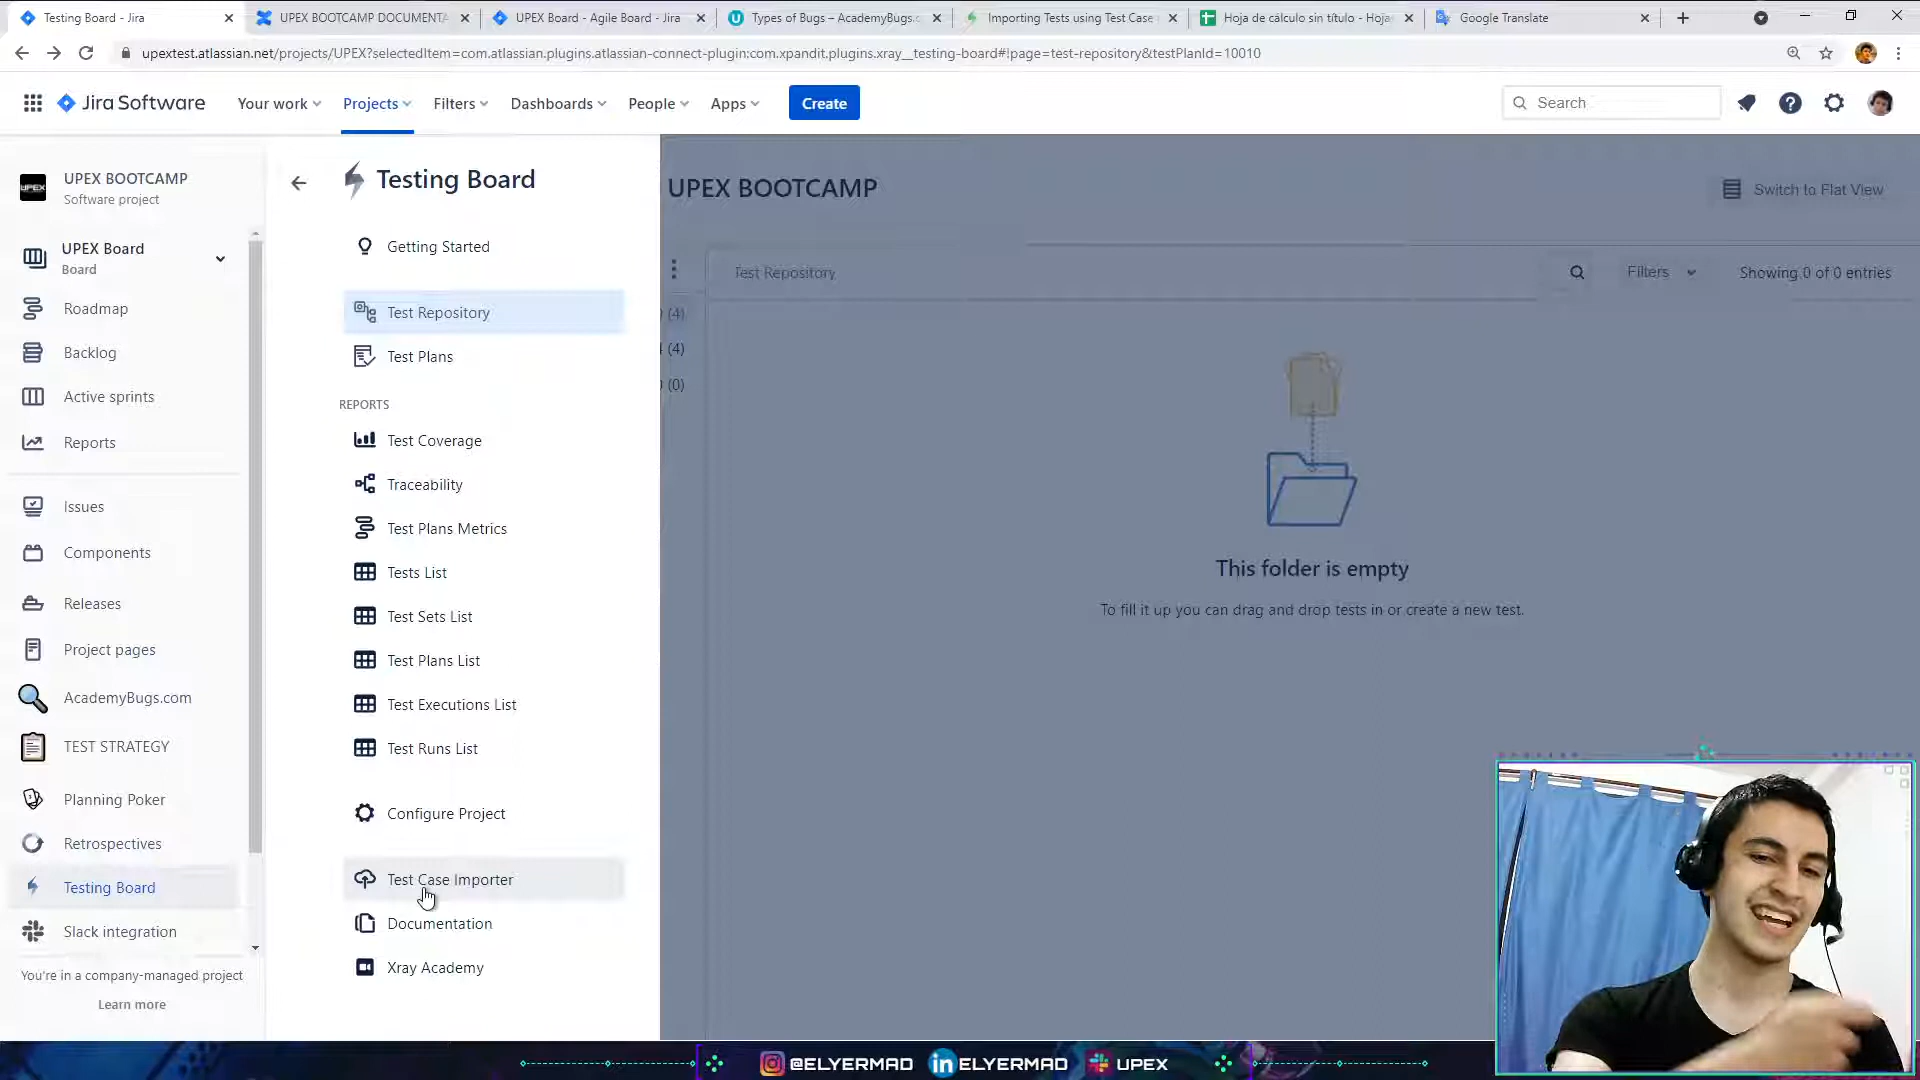 Testing Board - Jira
UPEX BOOTCAMP DOCUMENTA
UPEX Board - Agile Board - Jira
Types of Bugs – AcademyBugs.c
Importing Tests using Test Case
Hoja de cálculo sin título - Hoja
Google Translate
upextest.atlassian.net/projects/UPEX?selectedItem=com.atlassian.plugins.atlassian-connect-plugin:com.xpandit.plugins.xray__testing-board#!page=test-repository&testPlanId=10010
Jira Software
Your work
Projects
Filters
Dashboards
People
Apps
Create
Search
UPEX
UPEX BOOTCAMP
Software project
UPEX Board
Board
Roadmap
Backlog
Active sprints
Reports
Issues
Components
Releases
Project pages
AcademyBugs.com
TEST STRATEGY
Planning Poker
Retrospectives
Testing Board
Slack integration
You're in a company-managed project
Learn more
Testing Board
Getting Started
Test Repository
Test Plans
REPORTS
Test Coverage
Traceability
Test Plans Metrics
Tests List
Test Sets List
Test Plans List
Test Executions List
Test Runs List
Configure Project
Test Case Importer
Documentation
Xray Academy
UPEX BOOTCAMP
Switch to Flat View
Test Repository
Filters
Showing 0 of 0 entries
(4)
(4)
(0)
This folder is empty
To fill it up you can drag and drop tests in or create a new test.
@ELYERMAD
in ELYERMAD
UPEX